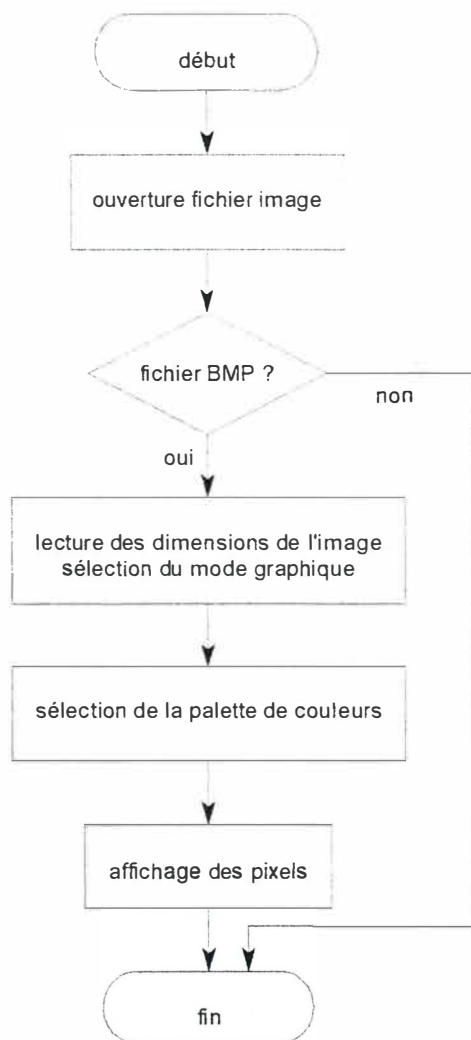 début
ouverture fichier image
fichier BMP ?
non
oui
lecture des dimensions de l'image
sélection du mode graphique
sélection de la palette de couleurs
affichage des pixels
fin